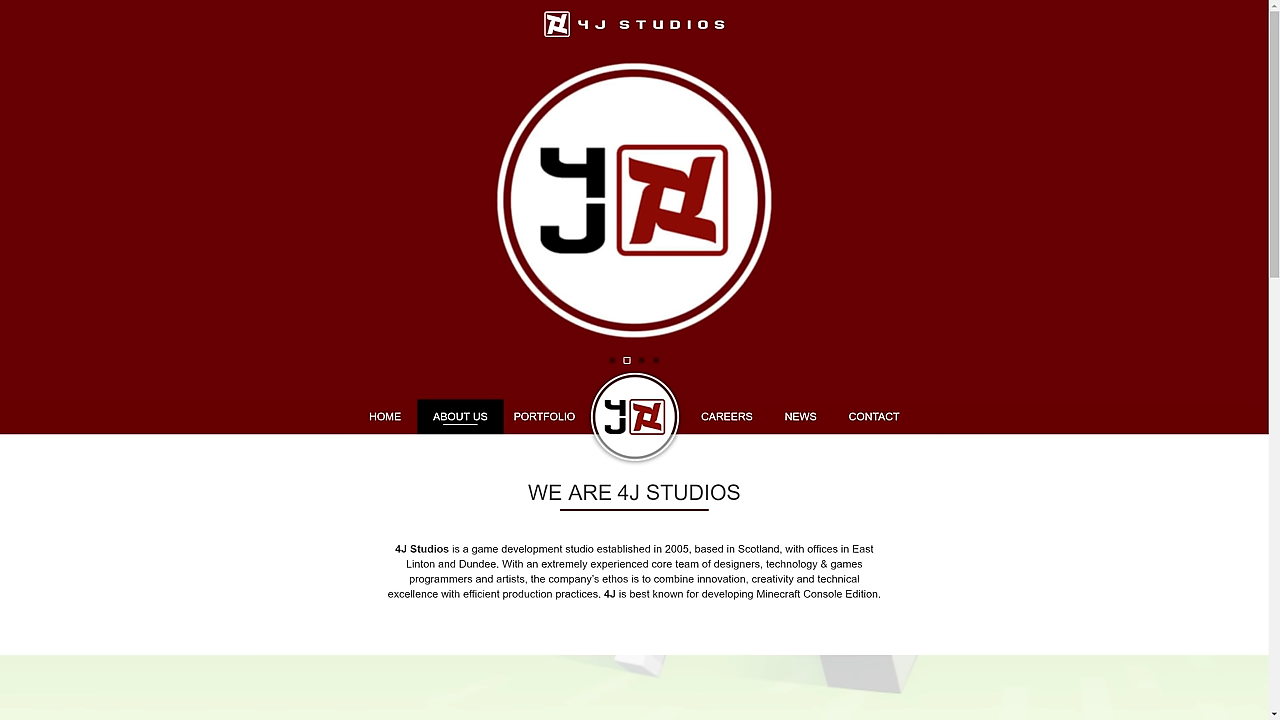 4J STUDIOS
4J
HOME ABOUT US PORTFOLIO 4J CAREERS NEWS CONTACT
WE ARE 4J STUDIOS
4J Studios is a game development studio established in 2005, based in Scotland, with offices in East
Linton and Dundee. With an extremely experienced core team of designers, technology & games
programmers and artists, the company's ethos is to combine innovation, creativity and technical
excellence with efficient production practices. 4J is best known for developing Minecraft Console Edition.